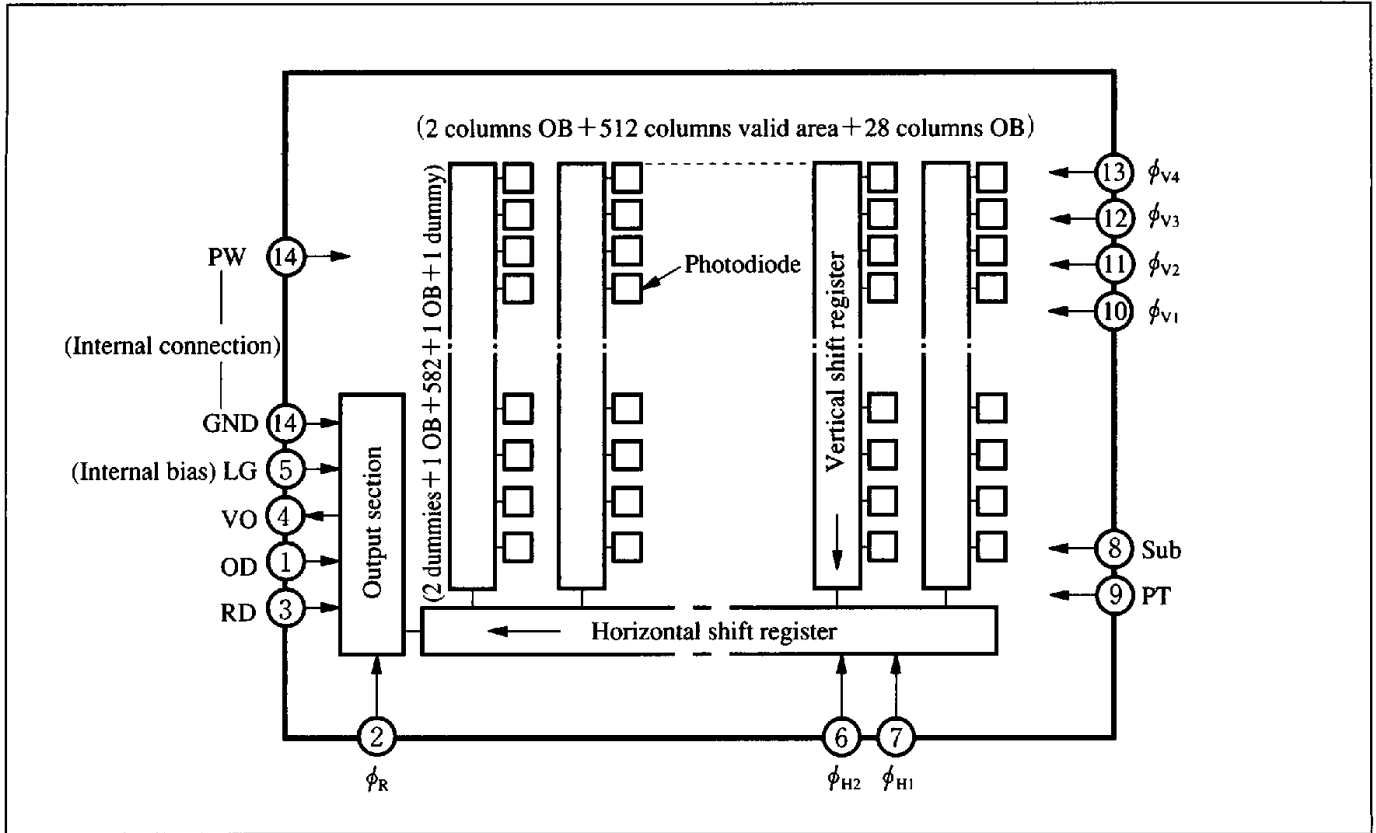 (2 columns OB+512 columns valid area+28 columns OB)
(2 dummies+1 OB+582+1 OB+1 dummy)
PW 14
(Internal connection)
GND 14
(Internal bias) LG 5
VO 4
OD 1
RD 3
Output section
Photodiode
Vertical shift register
Horizontal shift register
13 ϕV4
12 ϕV3
11 ϕV2
10 ϕV1
8 Sub
9 PT
2
ϕR
6
ϕH2
7
ϕH1